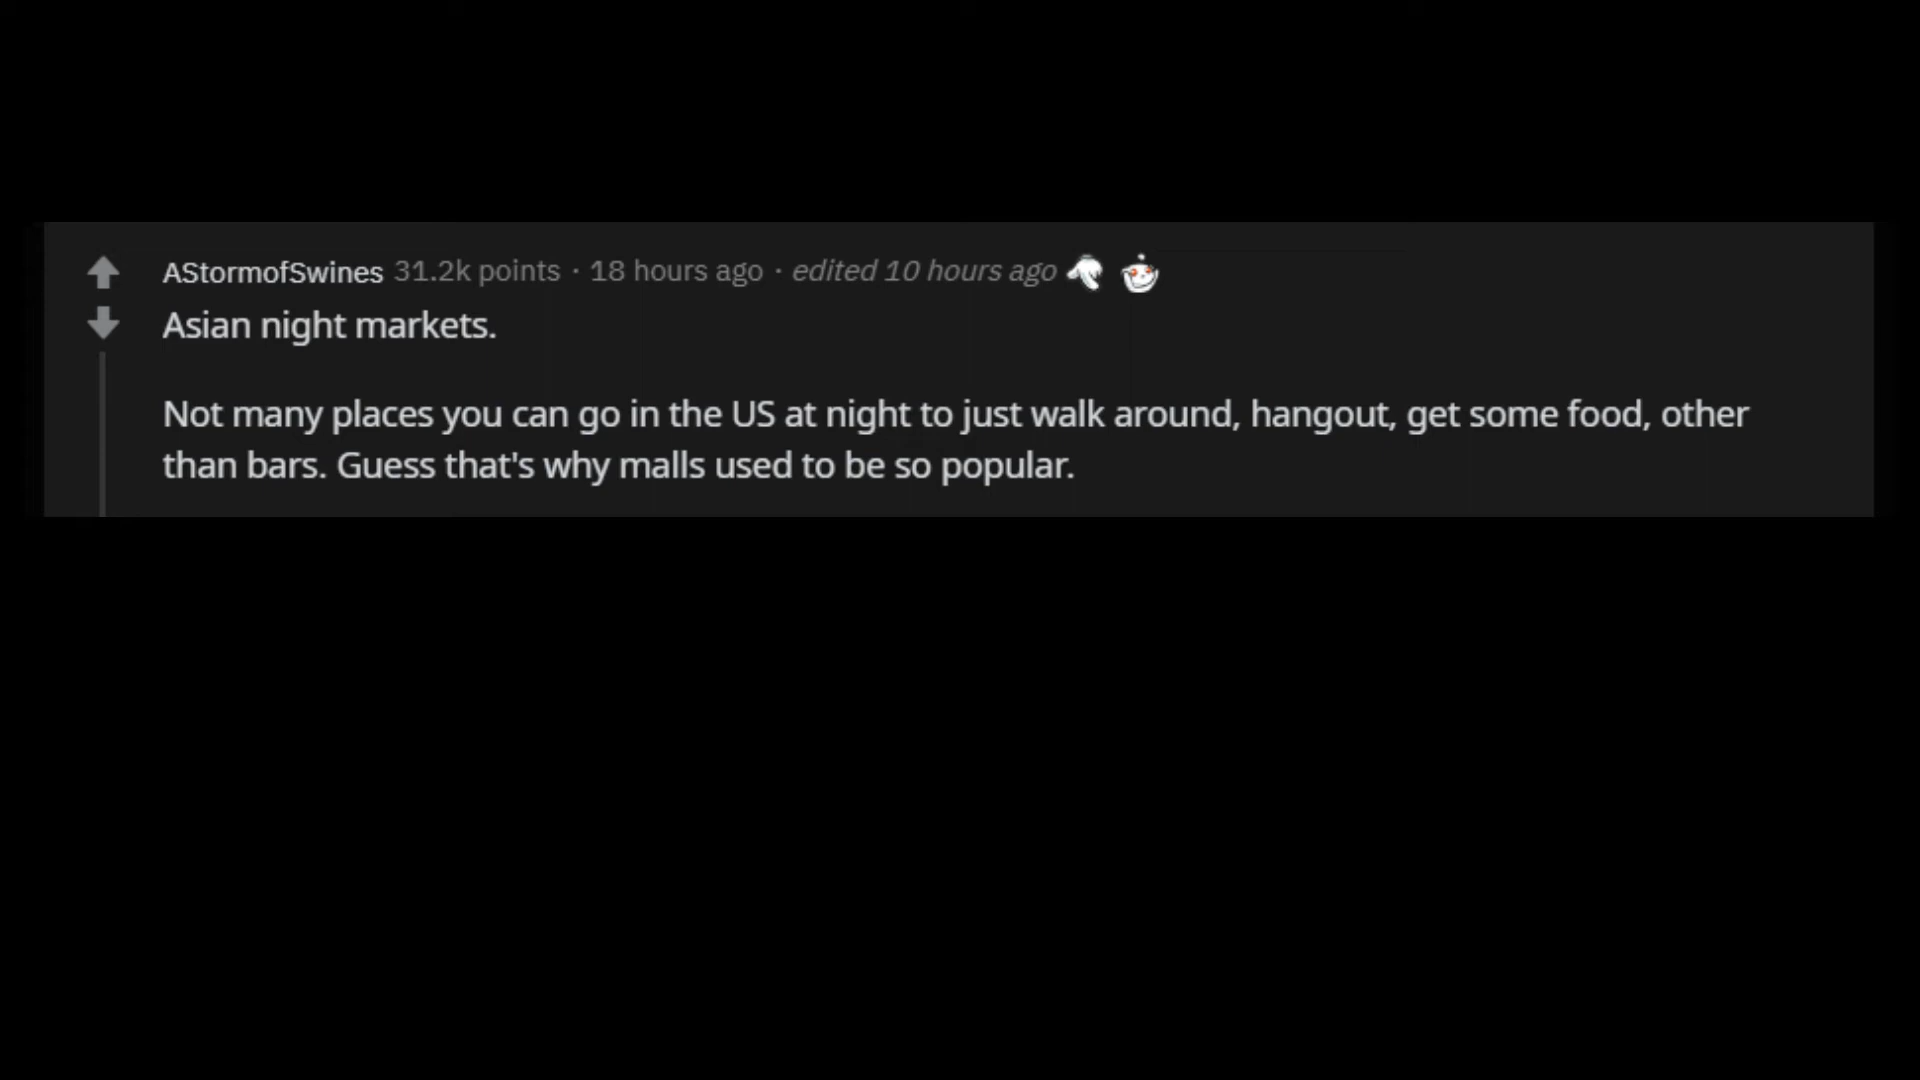 AStormofSwines 31.2k points · 18 hours ago · edited 10 hours ago
Asian night markets.
Not many places you can go in the US at night to just walk around, hangout, get some food, other
than bars. Guess that's why malls used to be so popular.